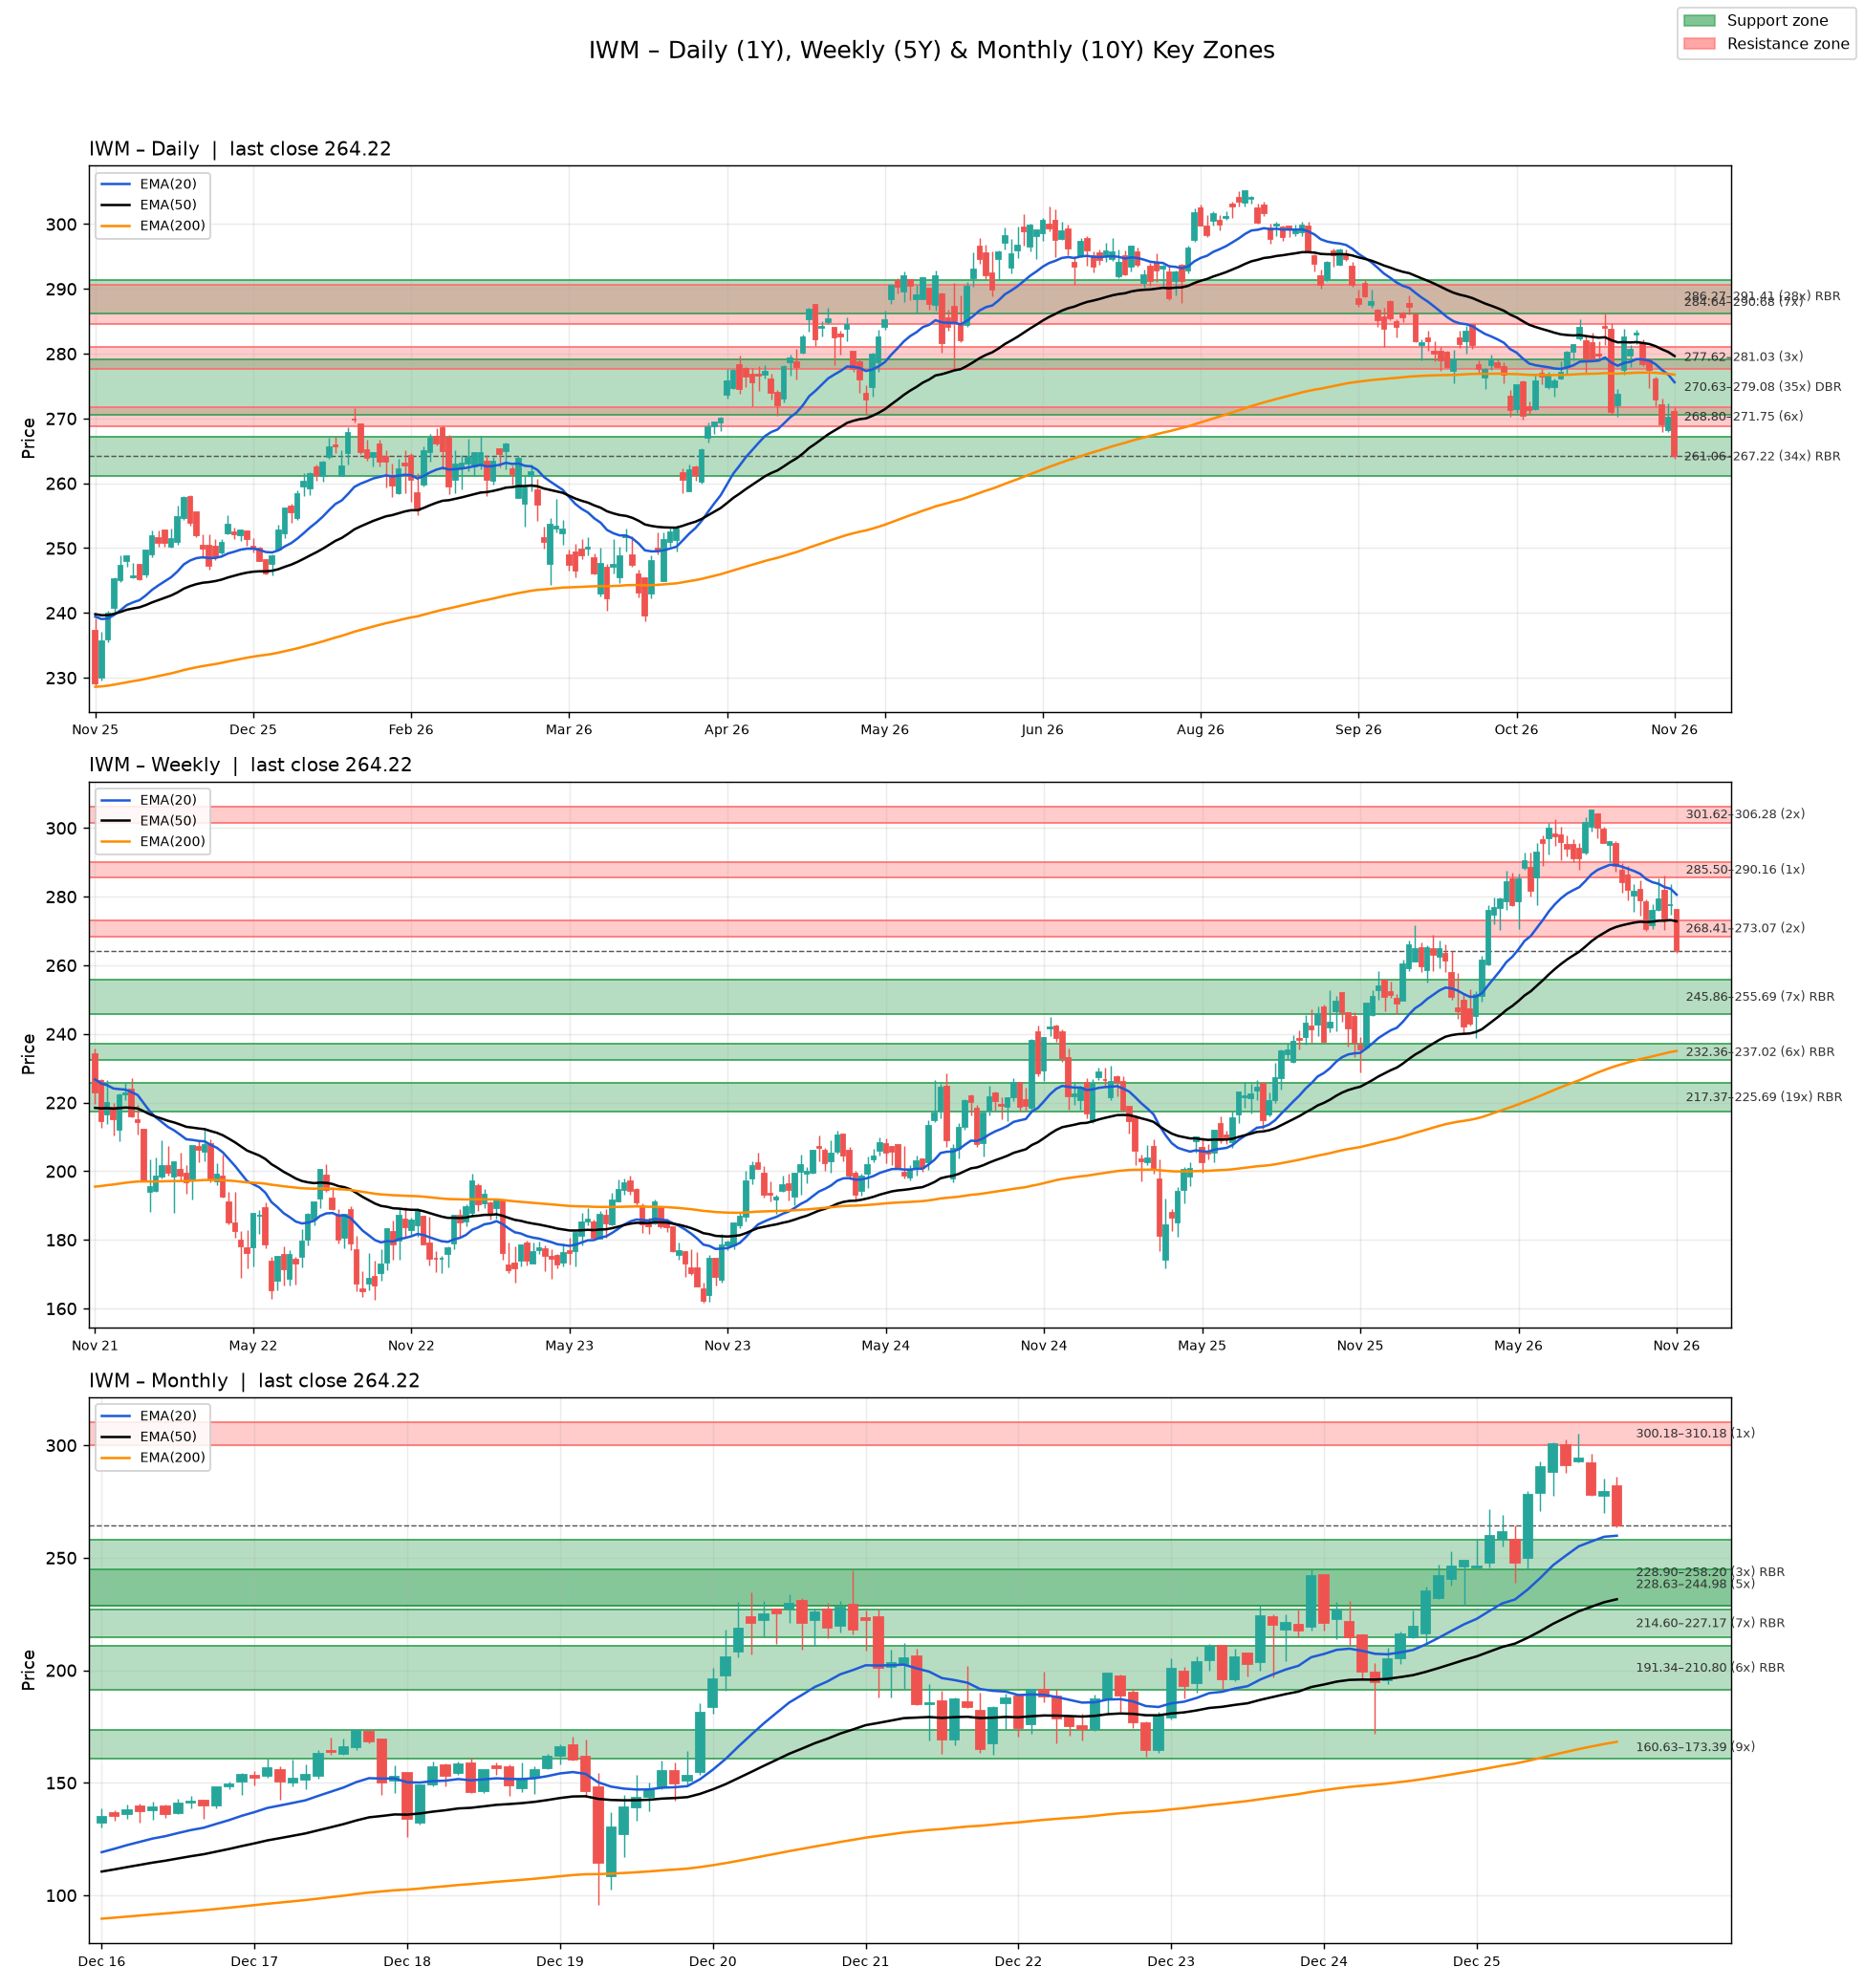 Support zone
Resistance zone
IWM – Daily (1Y), Weekly (5Y) & Monthly (10Y) Key Zones
IWM – Daily | last close 264.22
EMA(20)
EMA(50)
EMA(200)
Price
300
290
280
270
260
250
240
230
286.27–291.41 (28x) RBR
277.62–281.03 (3x)
270.63–279.08 (35x) DBR
268.80–271.75 (6x)
261.06–267.22 (34x) RBR
Nov 25
Dec 25
Feb 26
Mar 26
Apr 26
May 26
Jun 26
Aug 26
Sep 26
Oct 26
Nov 26
IWM – Weekly | last close 264.22
EMA(20)
EMA(50)
EMA(200)
Price
300
280
260
240
220
200
180
160
301.62–306.28 (2x)
285.50–290.16 (1x)
268.41–273.07 (2x)
245.86–255.69 (7x) RBR
232.36–237.02 (6x) RBR
217.37–225.69 (19x) RBR
Nov 21
May 22
Nov 22
May 23
Nov 23
May 24
Nov 24
May 25
Nov 25
May 26
Nov 26
IWM – Monthly | last close 264.22
EMA(20)
EMA(50)
EMA(200)
Price
300
250
200
150
100
300.18–310.18 (1x)
228.90–258.20 (3x) RBR
228.63–244.98 (5x)
214.60–227.17 (7x) RBR
191.34–210.80 (6x) RBR
160.63–173.39 (9x)
Dec 16
Dec 17
Dec 18
Dec 19
Dec 20
Dec 21
Dec 22
Dec 23
Dec 24
Dec 25